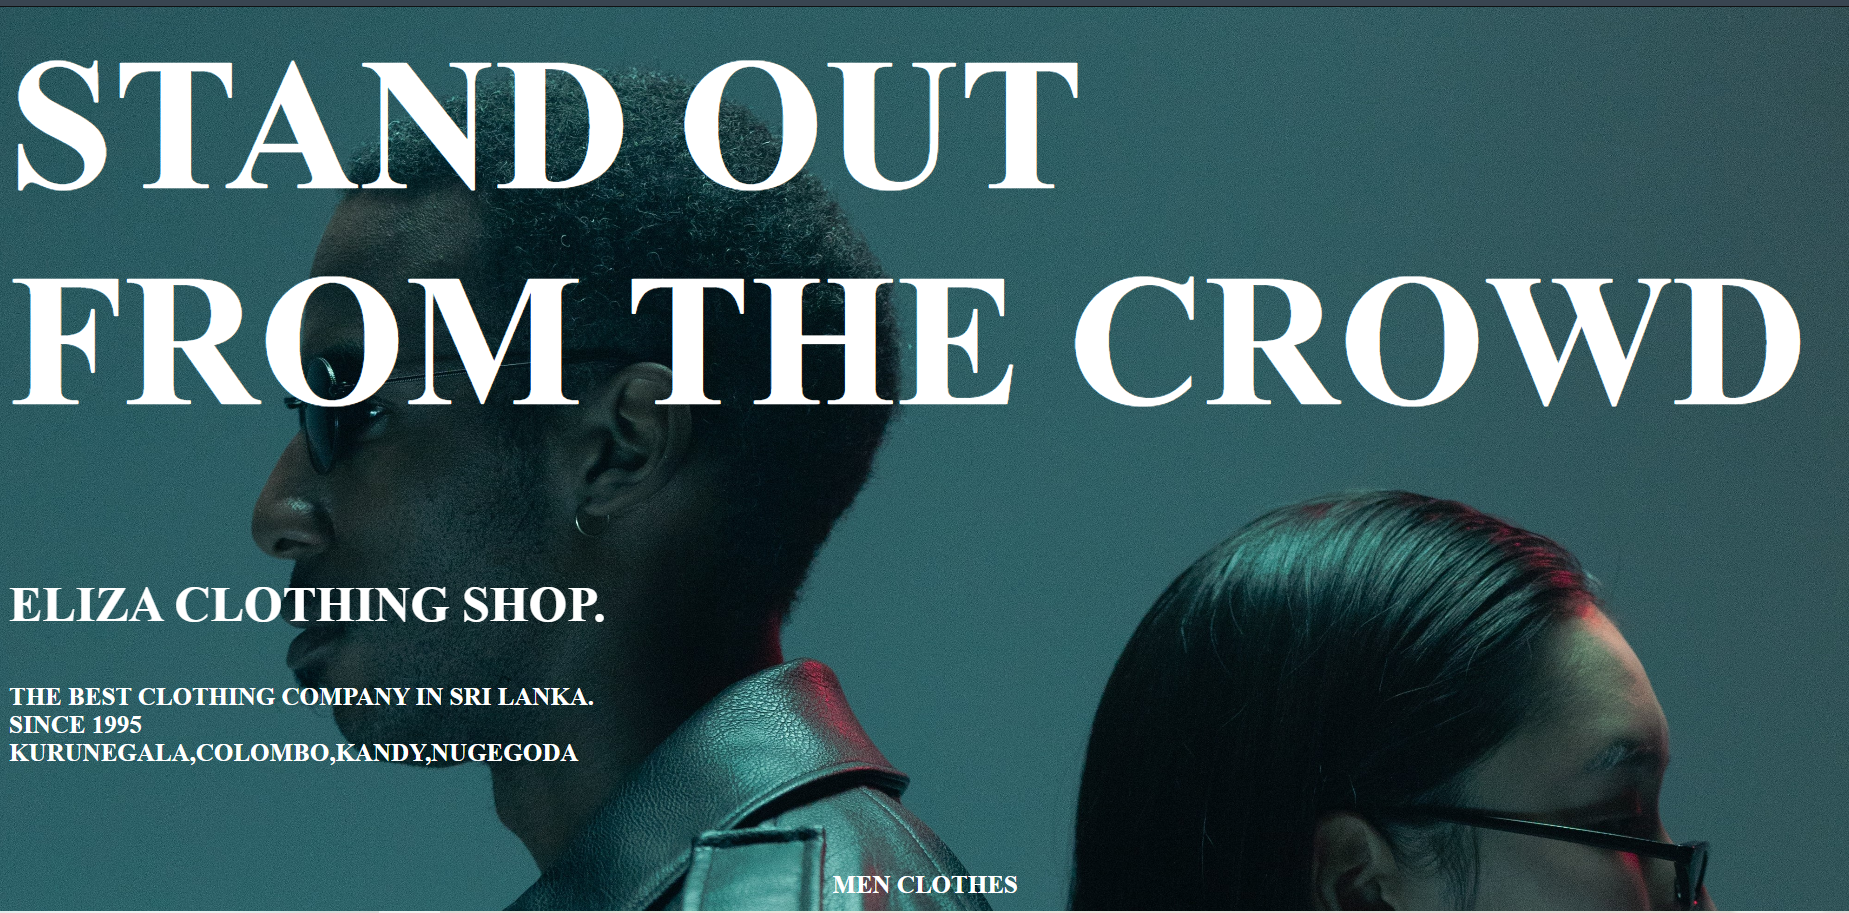 STAND OUT
FROM THE CROWD
ELIZA CLOTHING SHOP.
THE BEST CLOTHING COMPANY IN SRI LANKA.
SINCE 1995
KURUNEGALA,COLOMBO,KANDY,NUGEGODA
MEN CLOTHES